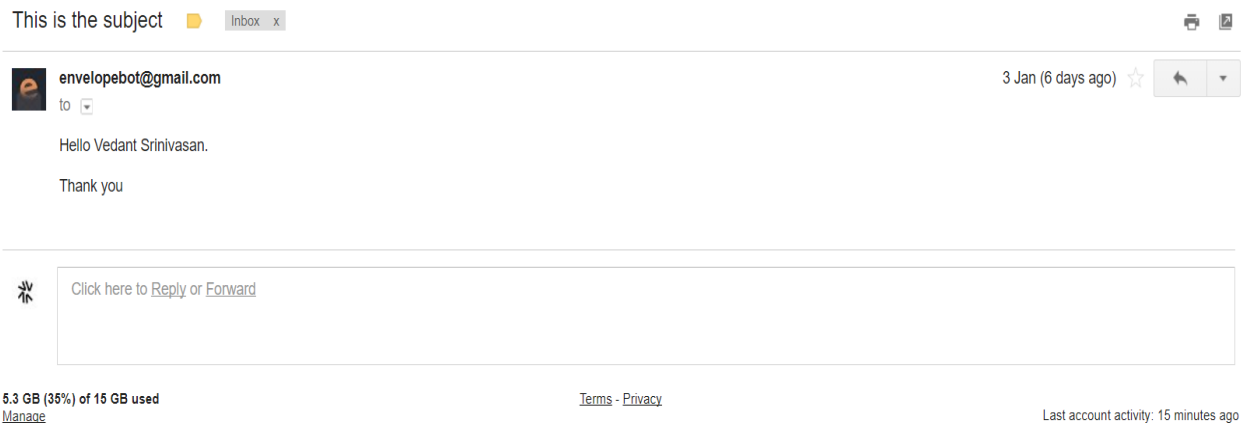 This is the subject Inbox x
envelopebot@gmail.com 3 Jan (6 days ago)
to
Hello Vedant Srinivasan.
Thank you
Click here to Reply or Forward
5.3 GB (35%) of 15 GB used Terms - Privacy
Manage Last account activity: 15 minutes ago